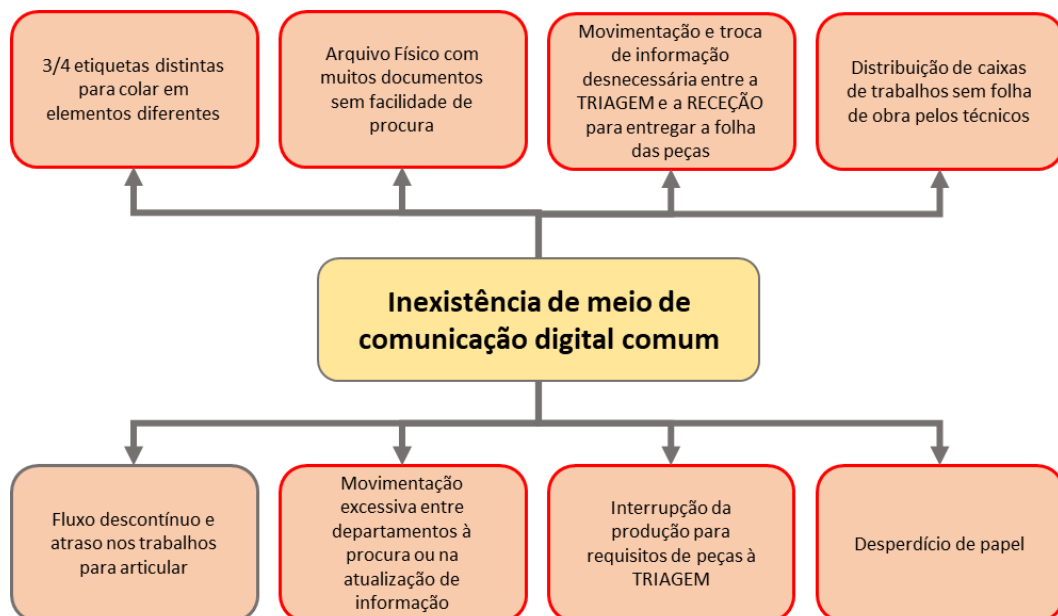 3/4 etiquetas distintas
para colar em
elementos diferentes
Arquivo Físico com
muitos documentos
sem facilidade de
procura
Movimentação e troca
de informação
desnecessária entre a
TRIAGEM e a RECEÇÃO
para entregar a folha
das peças
Distribuição de caixas
de trabalhos sem folha
de obra pelos técnicos
Inexistência de meio de
comunicação digital comum
Fluxo descontínuo e
atraso nos trabalhos
para articular
Movimentação
excessiva entre
departamentos à
procura ou na
atualização de
informação
Interrupção da
produção para
requisitos de peças à
TRIAGEM
Desperdício de papel